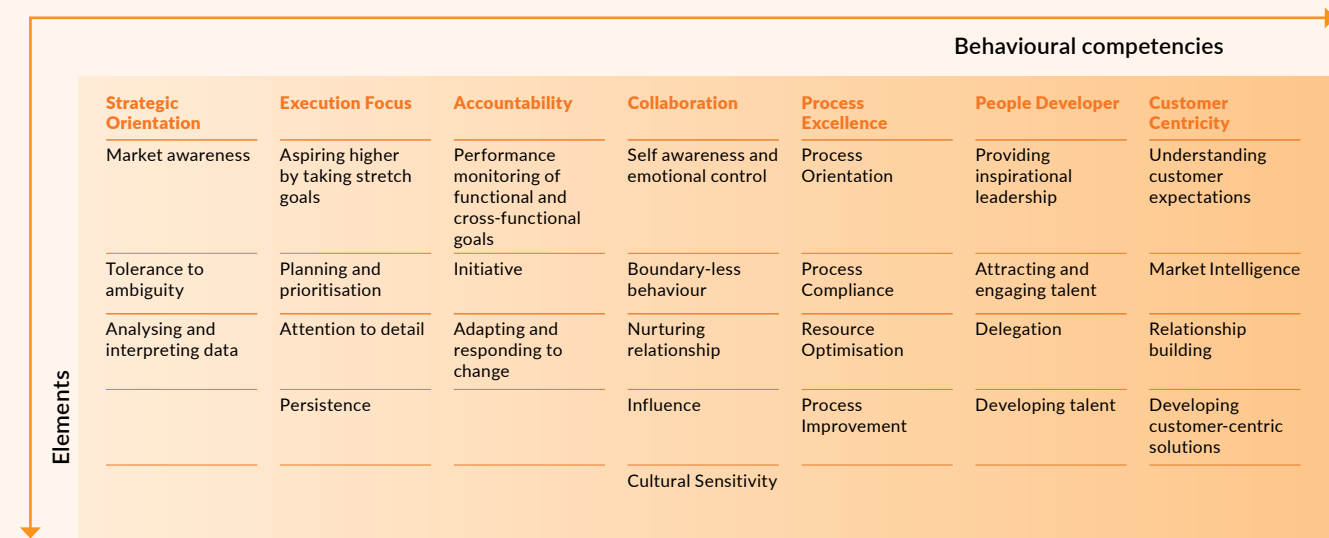 Behavioural competencies
Elements
Strategic
Orientation
Market awareness
Tolerance to
ambiguity
Analysing and
interpreting data
Execution Focus
Aspiring higher
by taking stretch
goals
Planning and
prioritisation
Attention to detail
Persistence
Accountability
Performance
monitoring of
functional and
cross-functional
goals
Initiative
Adapting and
responding to
change
Collaboration
Self awareness and
emotional control
Boundary-less
behaviour
Nurturing
relationship
Influence
Cultural Sensitivity
Process
Excellence
Process
Orientation
Process
Compliance
Resource
Optimisation
Process
Improvement
People Developer
Providing
inspirational
leadership
Attracting and
engaging talent
Delegation
Developing talent
Customer
Centricity
Understanding
customer
expectations
Market Intelligence
Relationship
building
Developing
customer-centric
solutions